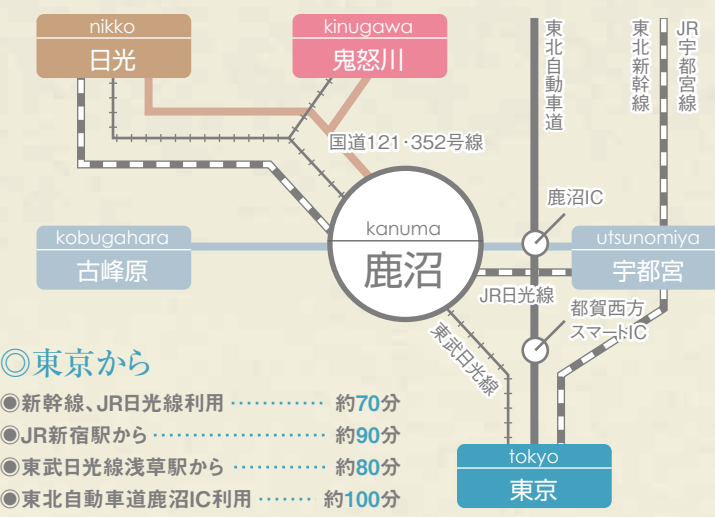 nikko
日光
kinugawa
鬼怒川
東北自動車道
東北新幹線
JR宇都宮線
国道121・352号線
鹿沼IC
kanuma
鹿沼
kobugahara
古峰原
utsunomiya
宇都宮
JR日光線
都賀西方
スマートIC
東武日光線
tokyo
東京
◎東京から
◉新幹線、JR日光線利用 ············ 約70分
◉JR新宿駅から ······················ 約90分
◉東武日光線浅草駅から ············ 約80分
◉東北自動車道鹿沼IC利用 ······· 約100分